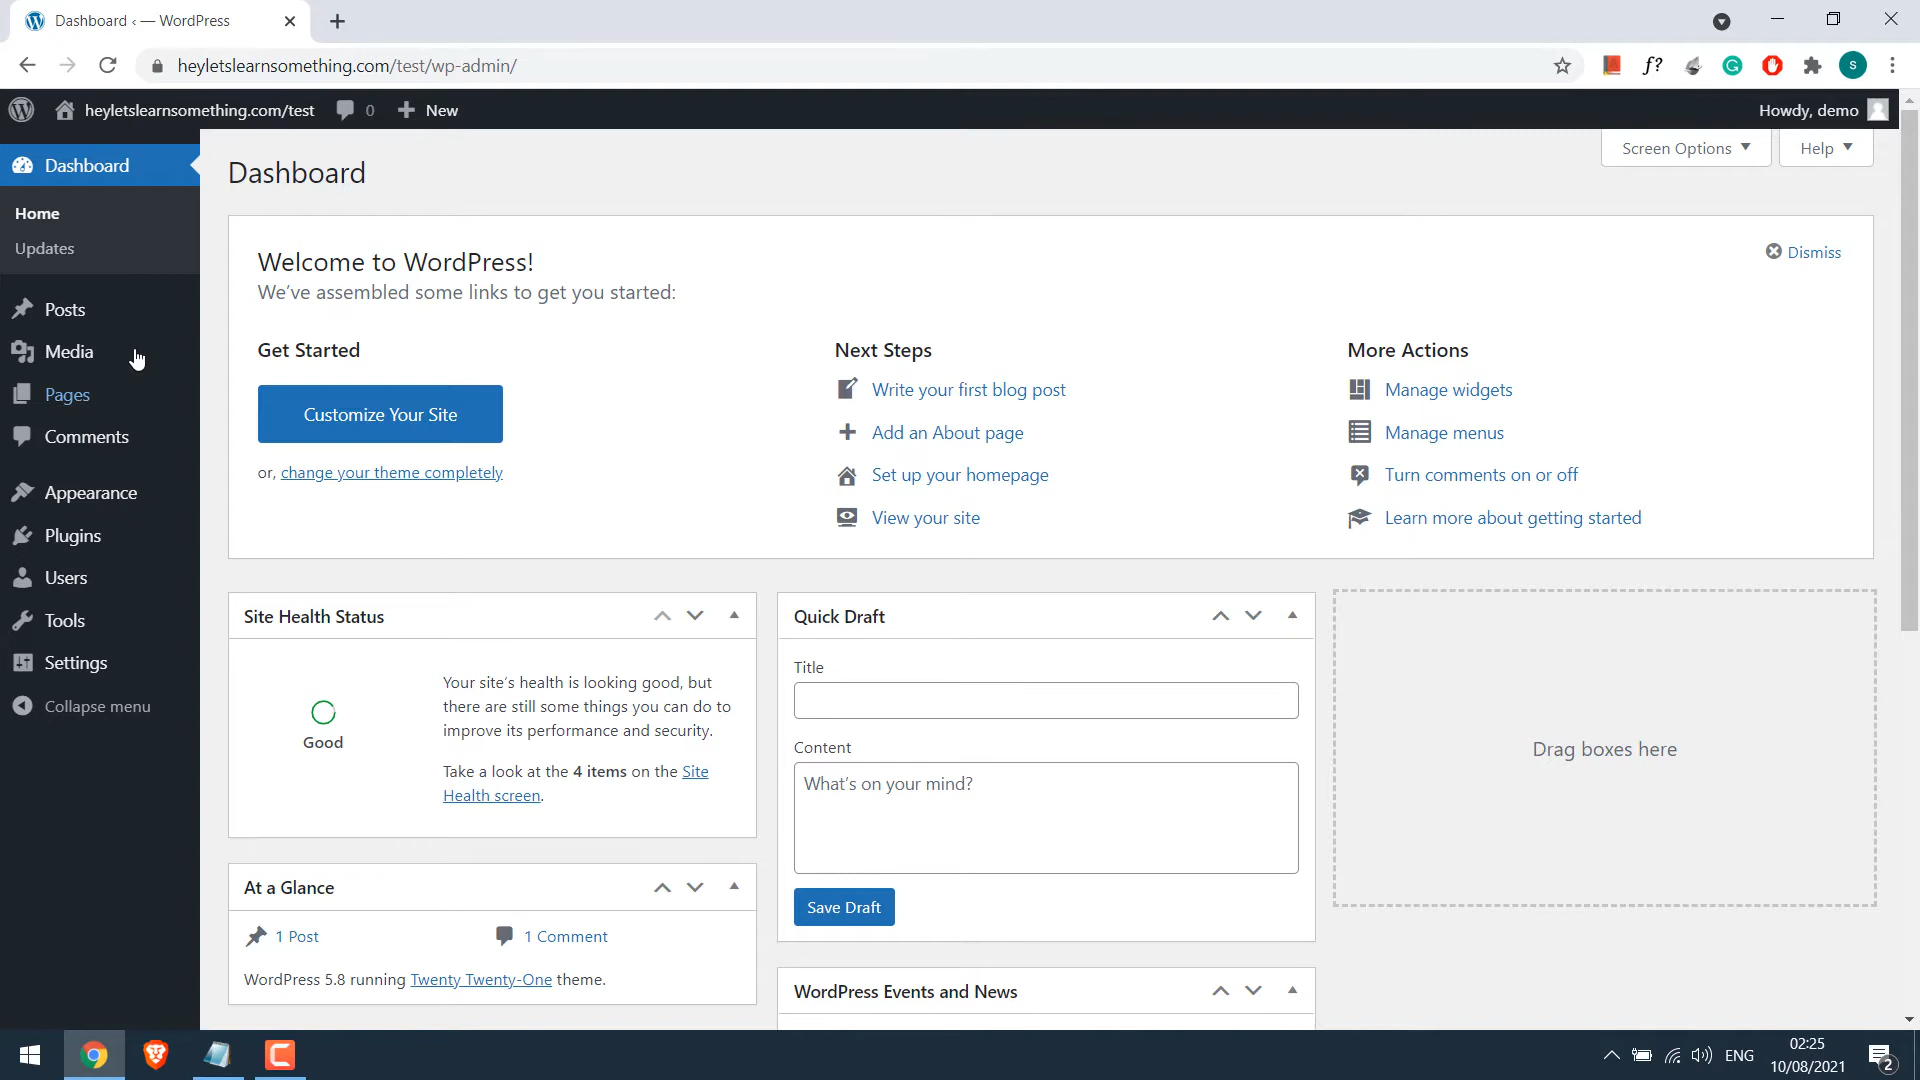 Dashboard ‹ — WordPress
heyletslearnsomething.com/test/wp-admin/
f?
G
S
heyletslearnsomething.com/test
0
New
Howdy, demo
Dashboard
Home
Updates
Posts
Media
Pages
Comments
Appearance
Plugins
Users
Tools
Settings
Collapse menu
Screen Options
Help
Dashboard
Welcome to WordPress!
We've assembled some links to get you started:
Dismiss
Get Started
Customize Your Site
or, change your theme completely
Next Steps
Write your first blog post
Add an About page
Set up your homepage
View your site
More Actions
Manage widgets
Manage menus
Turn comments on or off
Learn more about getting started
Site Health Status
Good
Your site's health is looking good, but
there are still some things you can do to
improve its performance and security.
Take a look at the 4 items on the Site
Health screen.
At a Glance
1 Post
1 Comment
WordPress 5.8 running Twenty Twenty-One theme.
Quick Draft
Title
Content
What's on your mind?
Save Draft
WordPress Events and News
Drag boxes here
ENG
02:25
10/08/2021
2